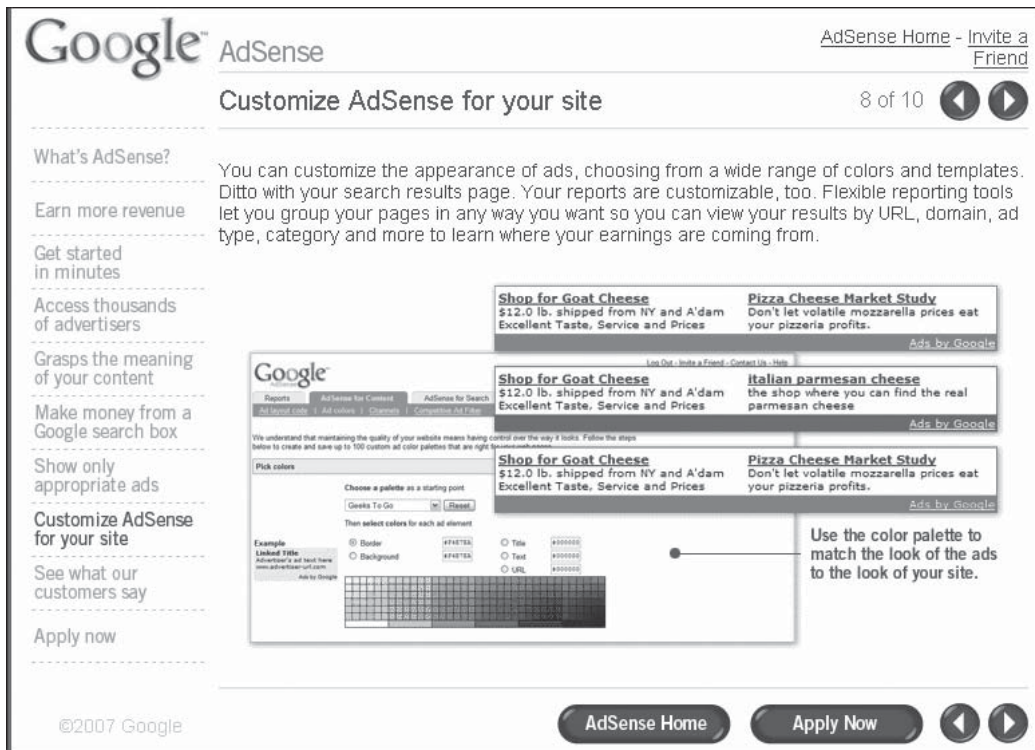 Google™ AdSense
AdSense Home - Invite a
Friend
Customize AdSense for your site
8 of 10
What's AdSense?
Earn more revenue
Get started
in minutes
Access thousands
of advertisers
Grasps the meaning
of your content
Make money from a
Google search box
Show only
appropriate ads
Customize AdSense
for your site
See what our
customers say
Apply now
You can customize the appearance of ads, choosing from a wide range of colors and templates.
Ditto with your search results page. Your reports are customizable, too. Flexible reporting tools
let you group your pages in any way you want so you can view your results by URL, domain, ad
type, category and more to learn where your earnings are coming from.
Shop for Goat Cheese
$12.0 lb. shipped from NY and A'dam
Excellent Taste, Service and Prices
Pizza Cheese Market Study
Don't let volatile mozzarella prices eat
your pizzeria profits.
Ads by Google
Shop for Goat Cheese
$12.0 lb. shipped from NY and A'dam
Excellent Taste, Service and Prices
italian parmesan cheese
the shop where you can find the real
parmesan cheese
Ads by Google
Shop for Goat Cheese
$12.0 lb. shipped from NY and A'dam
Excellent Taste, Service and Prices
Pizza Cheese Market Study
Don't let volatile mozzarella prices eat
your pizzeria profits.
Ads by Google
Google
AdSense
Log Out - Invite a Friend - Contact Us - Help
Reports
AdSense for Content
AdSense for Search
Ad layout code | Ad colors | Channels | Competitive Ad Filter
We understand that maintaining the quality of your website means having control over the way it looks. Follow the steps
below to create and save up to 100 custom ad color palettes that are right for your web pages.
Pick colors
Choose a palette as a starting point
Geeks To Go
Reset
Then select colors for each ad element
Example
Linked Title
Advertiser's ad text here
www.advertiser-url.com
Ads by Google
Border
Background
Title #000000
Text #000000
URL #000000
Use the color palette to
match the look of the ads
to the look of your site.
©2007 Google
AdSense Home
Apply Now